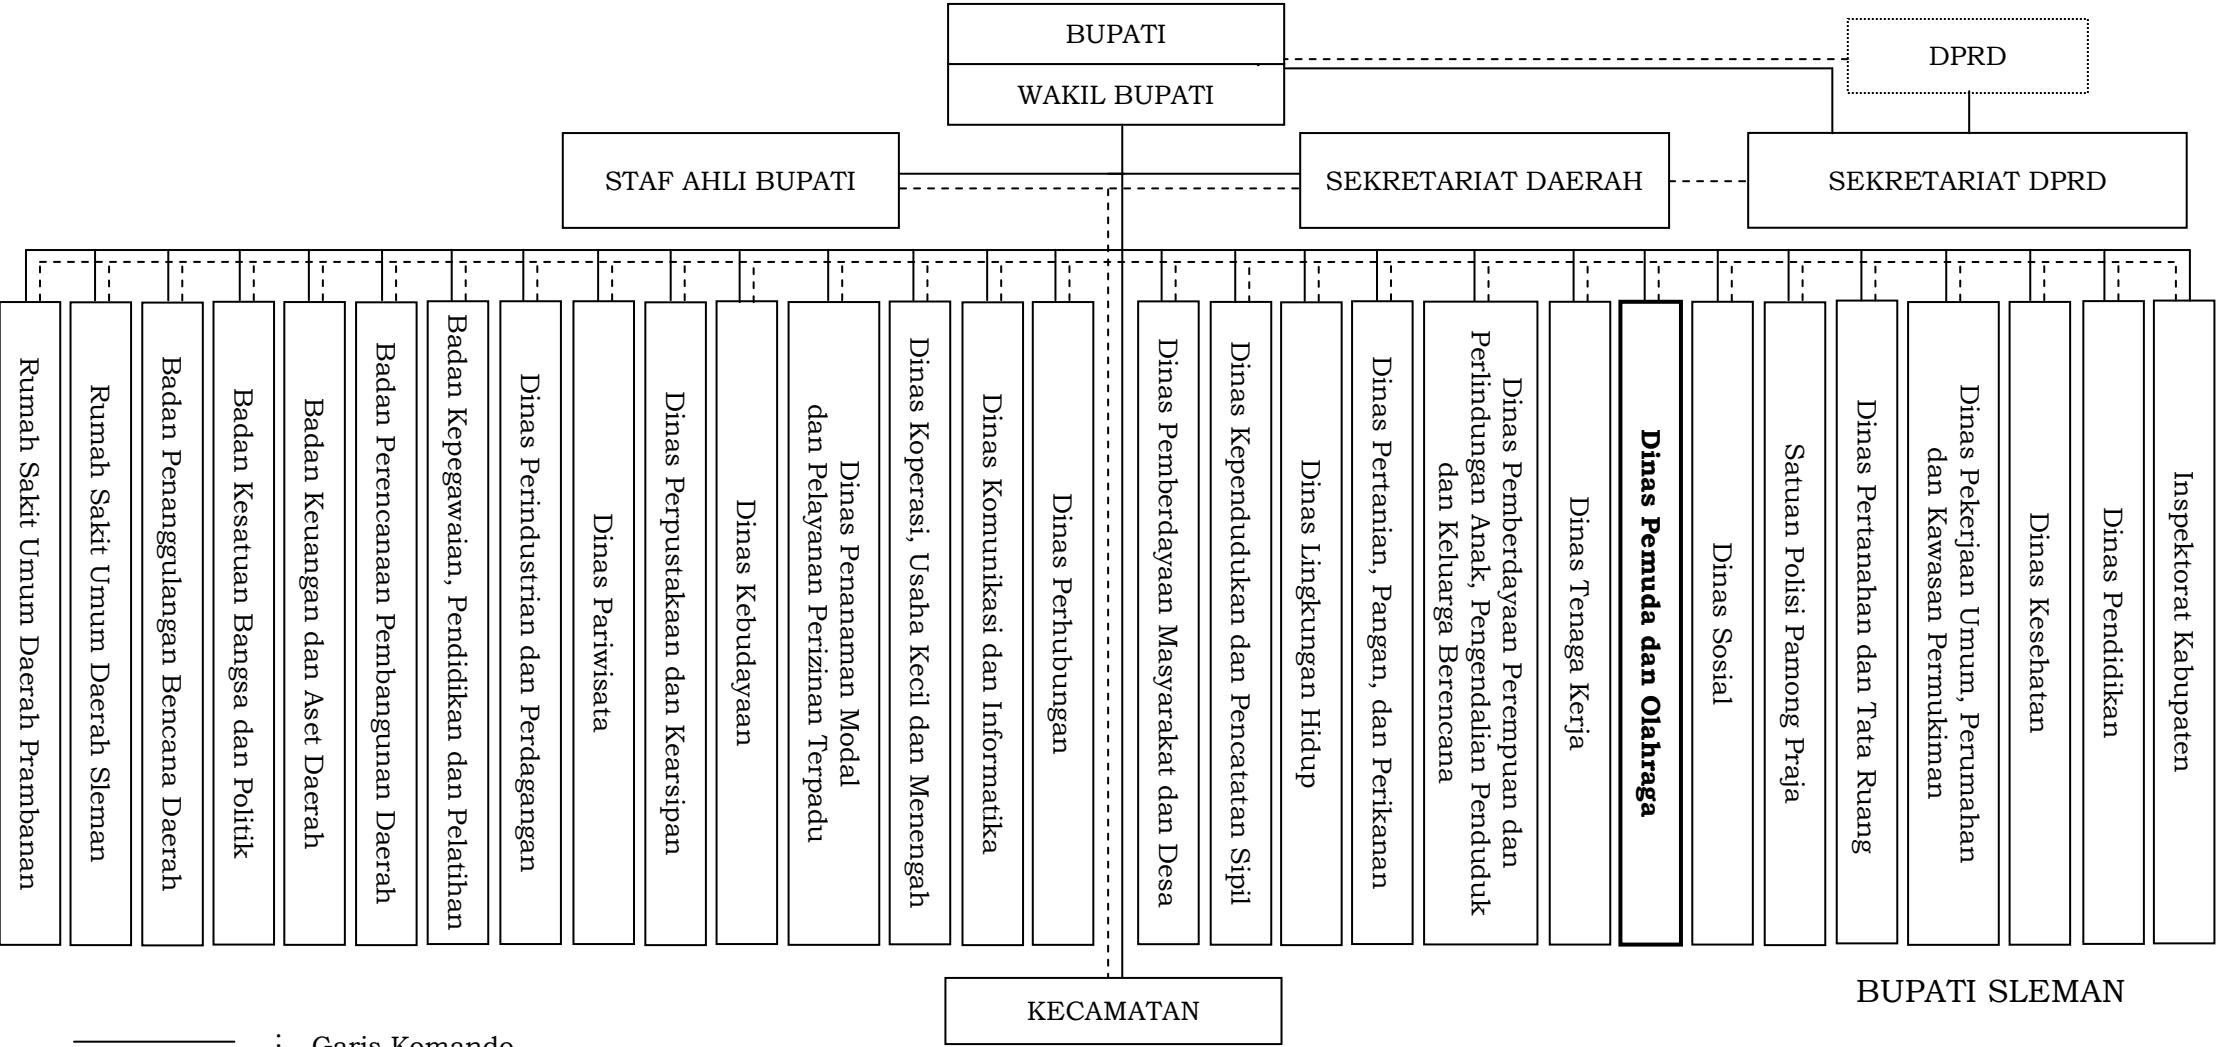 BUPATI
DPRD
WAKIL BUPATI
STAF AHLI BUPATI
SEKRETARIAT DAERAH
SEKRETARIAT DPRD
Rumah Sakit Umum Daerah Prambanan
Rumah Sakit Umum Daerah Sleman
Badan Penanggulangan Bencana Daerah
Badan Kesatuan Bangsa dan Politik
Badan Keuangan dan Aset Daerah
Badan Perencanaan Pembangunan Daerah
Badan Kepegawaian, Pendidikan dan Pelatihan
Dinas Perindustrian dan Perdagangan
Dinas Pariwisata
Dinas Perpustakaan dan Kearsipan
Dinas Kebudayaan
Dinas Penanaman Modal
dan Pelayanan Perizinan Terpadu
Dinas Koperasi, Usaha Kecil dan Menengah
Dinas Komunikasi dan Informatika
Dinas Perhubungan
Dinas Pemberdayaan Masyarakat dan Desa
Dinas Kependudukan dan Pencatatan Sipil
Dinas Lingkungan Hidup
Dinas Pertanian, Pangan, dan Perikanan
Dinas Pemberdayaan Perempuan dan
Perlindungan Anak, Pengendalian Penduduk
dan Keluarga Berencana
Dinas Tenaga Kerja
Dinas Pemuda dan Olahraga
Dinas Sosial
Satuan Polisi Pamong Praja
Dinas Pertanahan dan Tata Ruang
Dinas Pekerjaan Umum, Perumahan
dan Kawasan Permukiman
Dinas Kesehatan
Dinas Pendidikan
Inspektorat Kabupaten
KECAMATAN
BUPATI SLEMAN
: Garis Komando